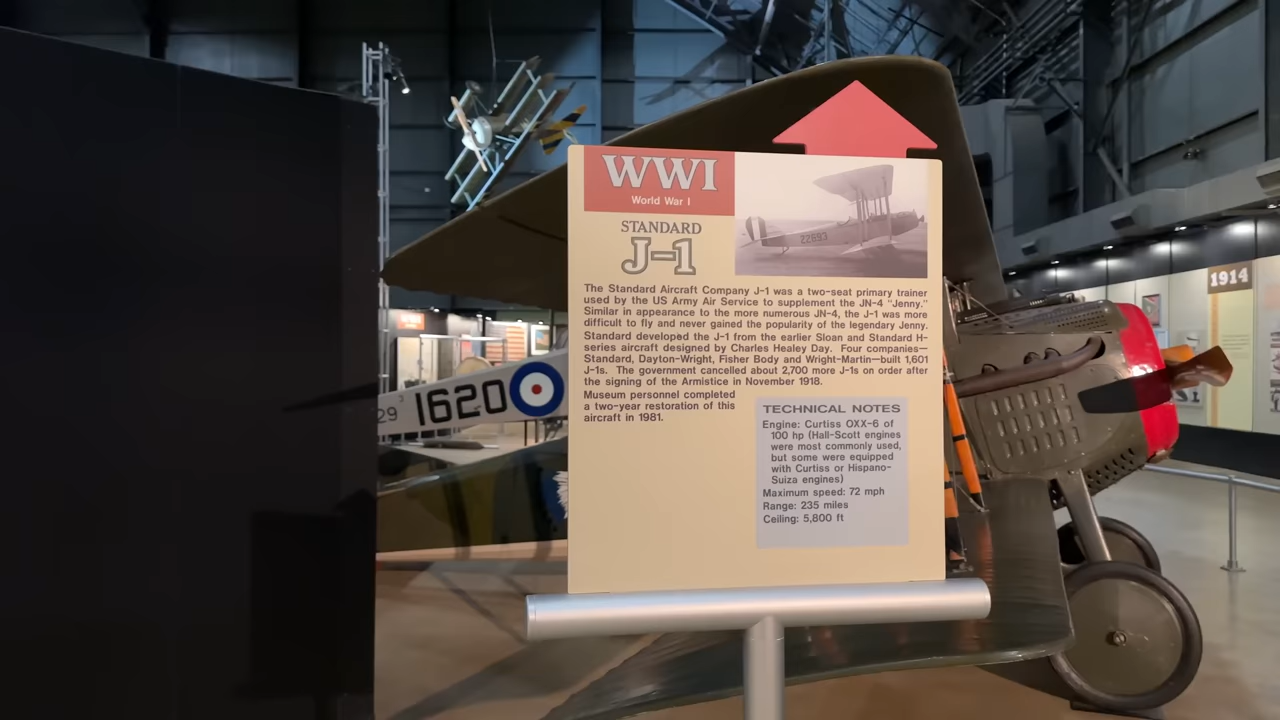 WWI
World War I
STANDARD
J-1
22693
The Standard Aircraft Company J-1 was a two-seat primary trainer
used by the US Army Air Service to supplement the JN-4 "Jenny."
Similar in appearance to the more numerous JN-4, the J-1 was more
difficult to fly and never gained the popularity of the legendary Jenny.
Standard developed the J-1 from the earlier Sloan and Standard H-
series aircraft designed by Charles Healey Day. Four companies—
Standard, Dayton-Wright, Fisher Body and Wright-Martin—built 1,601
J-1s. The government cancelled about 2,700 more J-1s on order after
the signing of the Armistice in November 1918.
Museum personnel completed
a two-year restoration of this
aircraft in 1981.
TECHNICAL NOTES
Engine: Curtiss OXX-6 of
100 hp (Hall-Scott engines
were most commonly used,
but some were equipped
with Curtiss or Hispano-
Suiza engines)
Maximum speed: 72 mph
Range: 235 miles
Ceiling: 5,800 ft
1620
1914